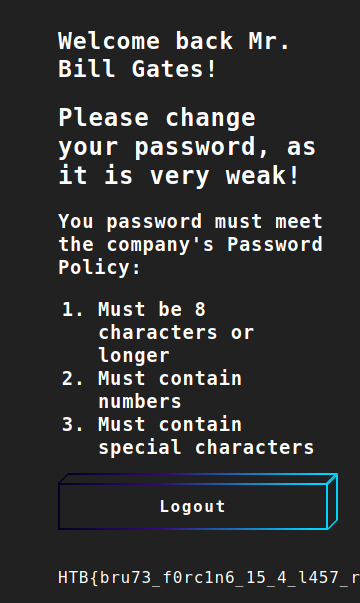 Welcome back Mr.
Bill Gates!
Please change
your password, as
it is very weak!
You password must meet
the company's Password
Policy:
1. Must be 8
characters or
longer
2. Must contain
numbers
3. Must contain
special characters
Logout
HTB{bru73_f0rc1n6_15_4_l457_r